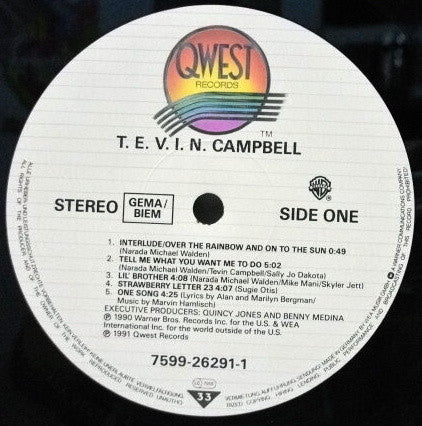 QWEST
RECORDS
TM
T. E. V. I. N. CAMPBELL
STEREO
GEMA/
BIEM
SIDE ONE
1. INTERLUDE/OVER THE RAINBOW AND ON TO THE SUN 0:49
(Narada Michael Walden)
2. TELL ME WHAT YOU WANT ME TO DO 5:02
(Narada Michael Walden/Tevin Campbell/Sally Jo Dakota)
3. LIL' BROTHER 4:08 (Narada Michael Walden/Mike Mani/Skyler Jett)
4. STRAWBERRY LETTER 23 4:07 (Sugie Otis)
5. ONE SONG 4:25 (Lyrics by Alan and Marilyn Bergman/
Music by Marvin Hamlisch)
EXECUTIVE PRODUCERS: QUINCY JONES AND BENNY MEDINA
℗ 1990 Warner Bros. Records Inc. for the U.S. & WEA
International Inc. for the world outside of the U.S.
℗ 1991 Qwest Records
7599-26291-1
33